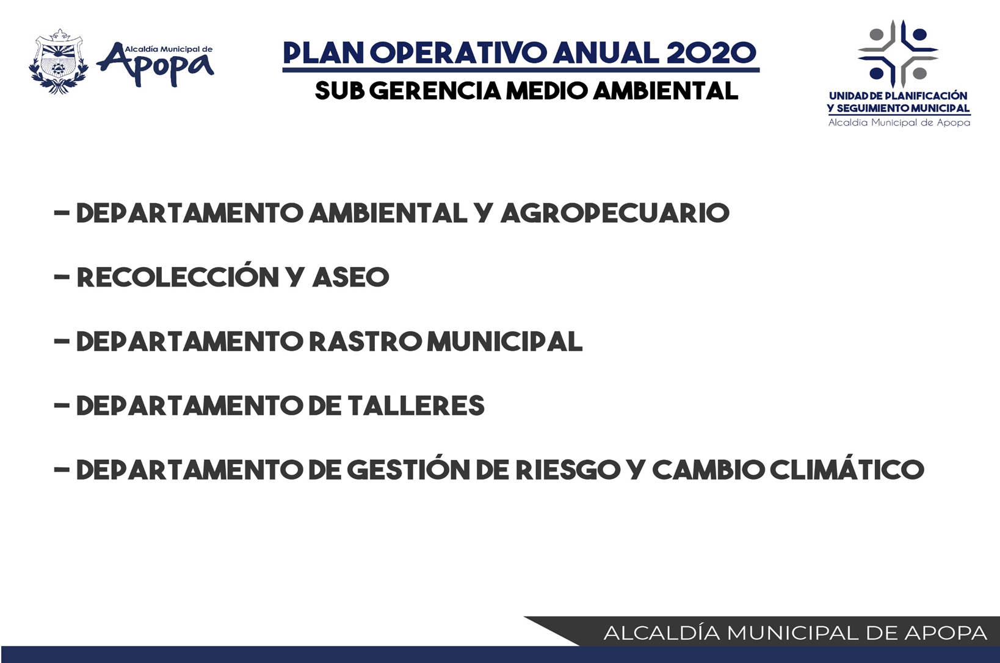 Alcaldía Municipal de
Apopa
PLAN OPERATIVO ANUAL 2020
SUB GERENCIA MEDIO AMBIENTAL
UNIDAD DE PLANIFICACIÓN
Y SEGUIMIENTO MUNICIPAL
Alcaldía Municipal de Apopa
- DEPARTAMENTO AMBIENTAL Y AGROPECUARIO
- RECOLECCIÓN Y ASEO
- DEPARTAMENTO RASTRO MUNICIPAL
- DEPARTAMENTO DE TALLERES
- DEPARTAMENTO DE GESTIÓN DE RIESGO Y CAMBIO CLIMÁTICO
ALCALDÍA MUNICIPAL DE APOPA